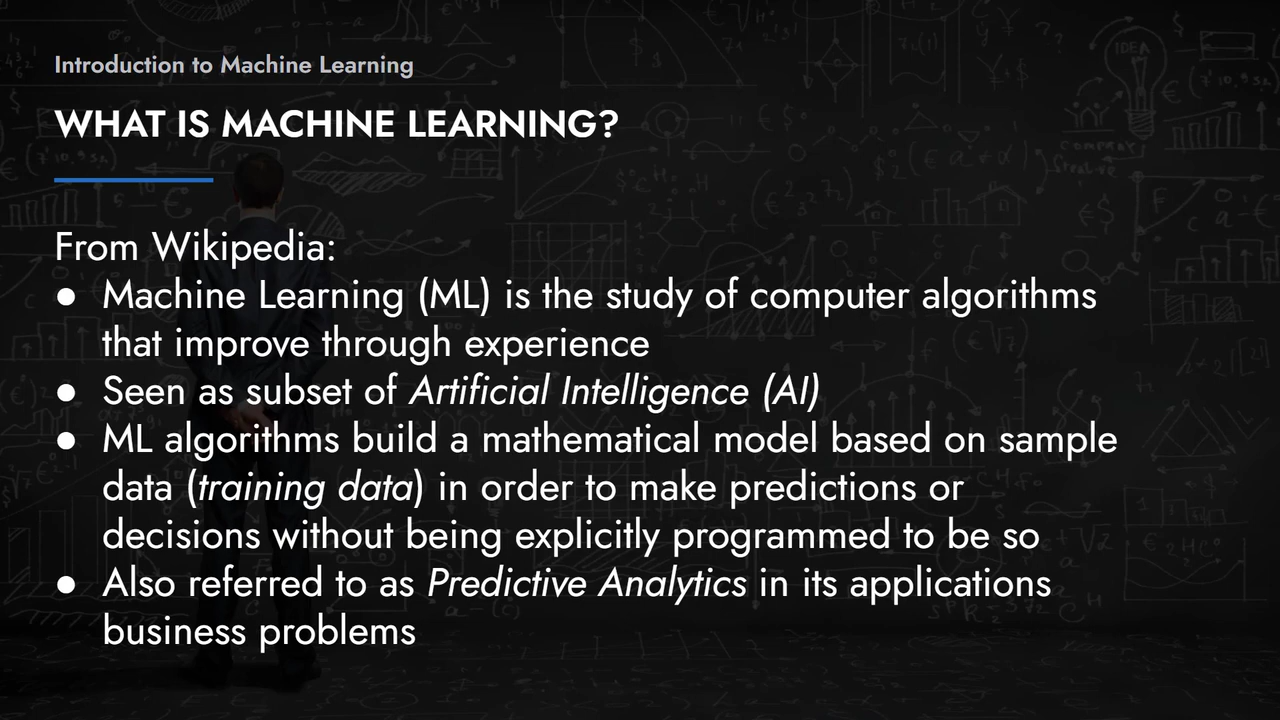 Introduction to Machine Learning
WHAT IS MACHINE LEARNING?
From Wikipedia:
● Machine Learning (ML) is the study of computer algorithms
that improve through experience
● Seen as subset of Artificial Intelligence (AI)
● ML algorithms build a mathematical model based on sample
data (training data) in order to make predictions or
decisions without being explicitly programmed to be so
● Also referred to as Predictive Analytics in its applications
business problems
IDEA